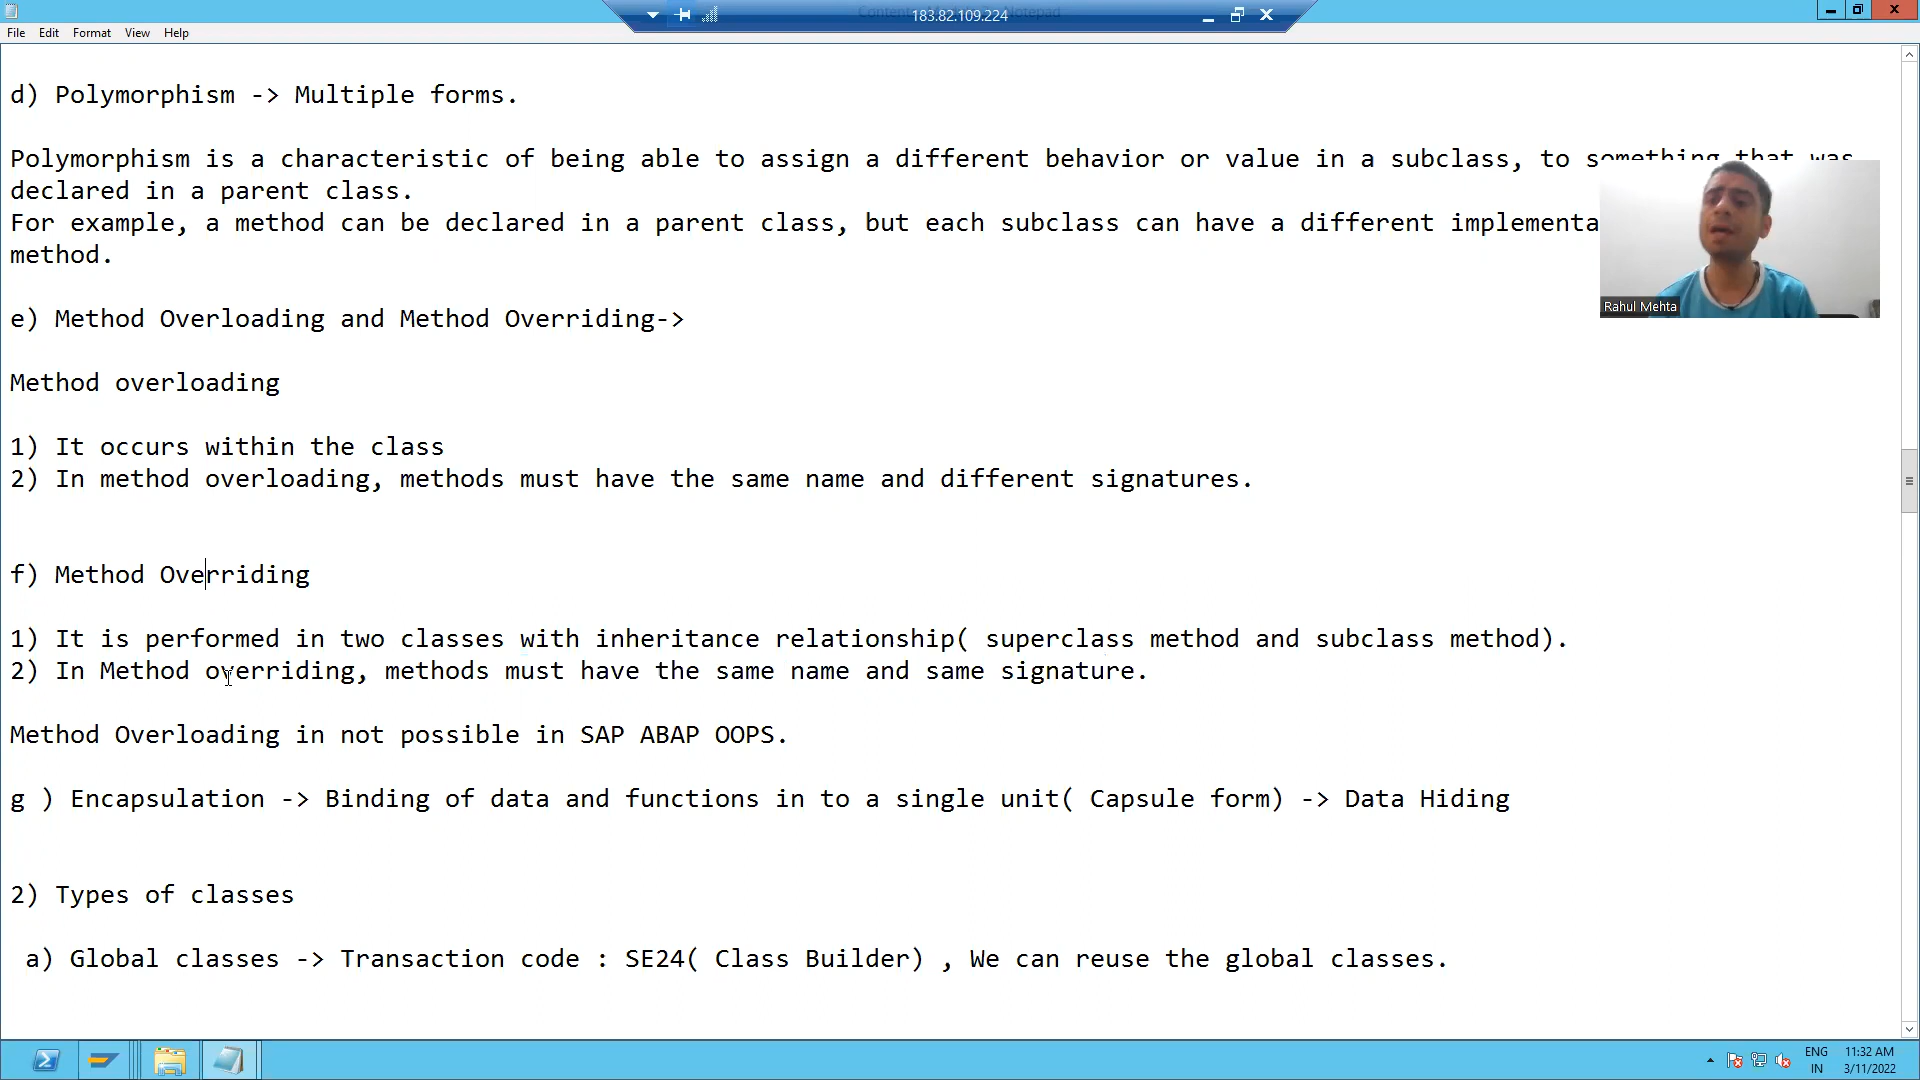 183.82.109.224
File Edit Format View Help
d) Polymorphism -> Multiple forms.
Polymorphism is a characteristic of being able to assign a different behavior or value in a subclass, to something that was
declared in a parent class.
For example, a method can be declared in a parent class, but each subclass can have a different implementa
method.
Rahul Mehta
e) Method Overloading and Method Overriding->
Method overloading
1) It occurs within the class
2) In method overloading, methods must have the same name and different signatures.
f) Method Overriding
1) It is performed in two classes with inheritance relationship( superclass method and subclass method).
2) In Method overriding, methods must have the same name and same signature.
Method Overloading in not possible in SAP ABAP OOPS.
g ) Encapsulation -> Binding of data and functions in to a single unit( Capsule form) -> Data Hiding
2) Types of classes
a) Global classes -> Transaction code : SE24( Class Builder) , We can reuse the global classes.
ENG 11:32 AM
IN 3/11/2022